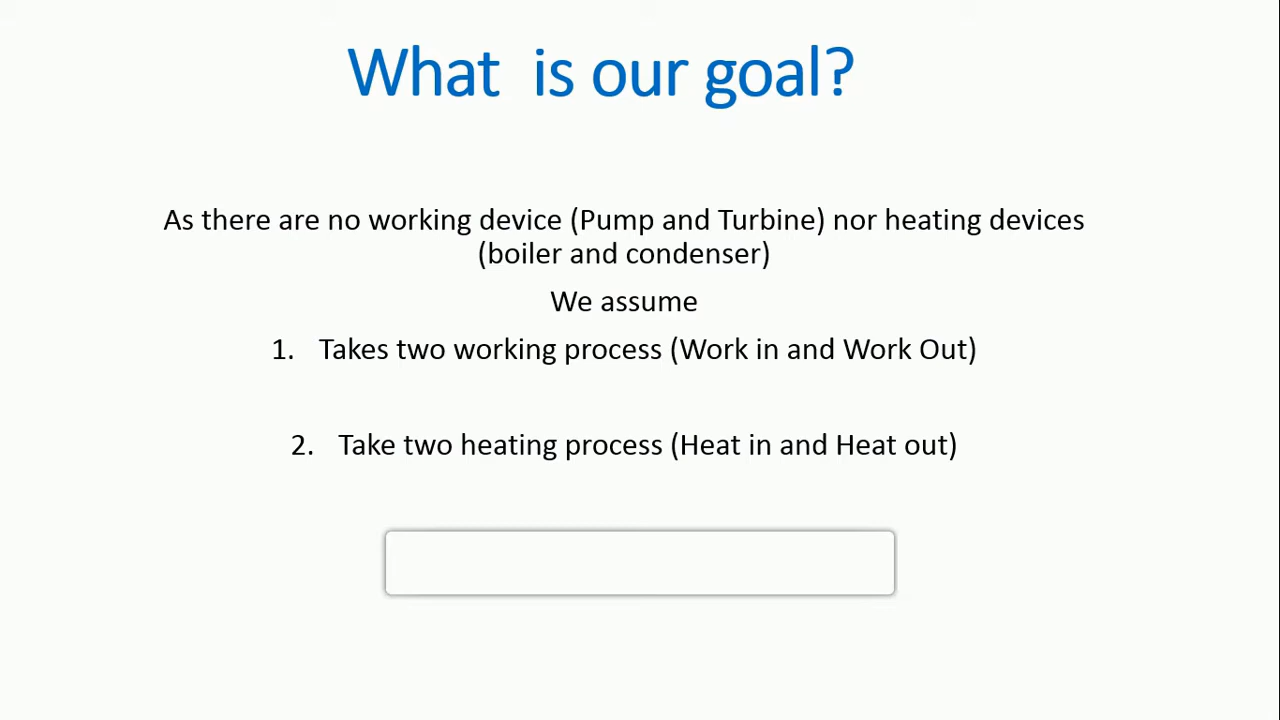 What is our goal?
As there are no working device (Pump and Turbine) nor heating devices
(boiler and condenser)
We assume
1. Takes two working process (Work in and Work Out)
2. Take two heating process (Heat in and Heat out)